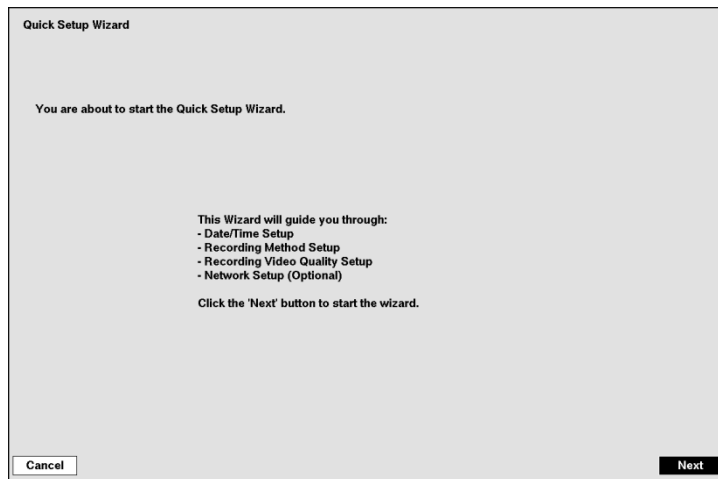 Quick Setup Wizard
You are about to start the Quick Setup Wizard.
This Wizard will guide you through:
- Date/Time Setup
- Recording Method Setup
- Recording Video Quality Setup
- Network Setup (Optional)
Click the 'Next' button to start the wizard.
Cancel
Next